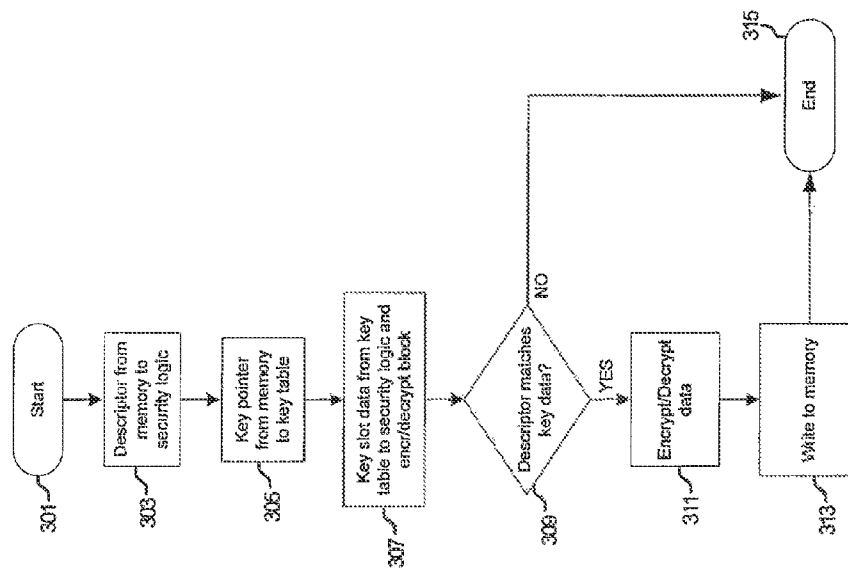 Start
301
Descriptor from
memory to
security logic
303
Key pointer
from memory
to key table
305
Key slot data from key
table to security logic and
encr/decrypt block
307
Descriptor matches
key data?
309
NO
YES
Encrypt/Decrypt
data
311
Write to memory
313
End
315